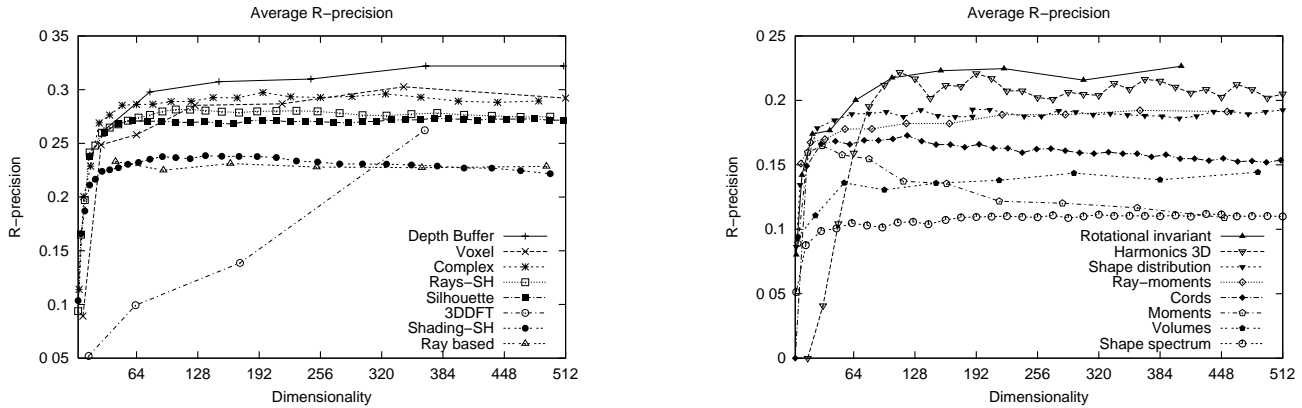 Average R−precision
0 35
0.3
0.25
0.2
0.15
0.1
0 05
R−precision
64 128 192 256 320 384 448 512
Dimensionality
Depth Buffer
Voxel
Complex
Rays−SH
Silhouette
3DDFT
Shading−SH
Ray based
Average R−precision
0.25
0.2
0.15
0.1
0 05
0
R−precision
64 128 192 256 320 384 448 512
Dimensionality
Rotational invariant
Harmonics 3D
Shape distribution
Ray−moments
Cords
Moments
Volumes
Shape spectrum